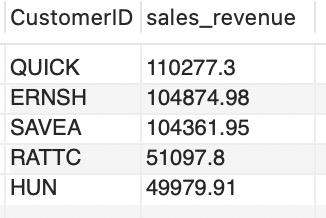 CustomerID sales_revenue
QUICK 110277.3
ERNSH 104874.98
SAVEA 104361.95
RATTC 51097.8
HUN 49979.91